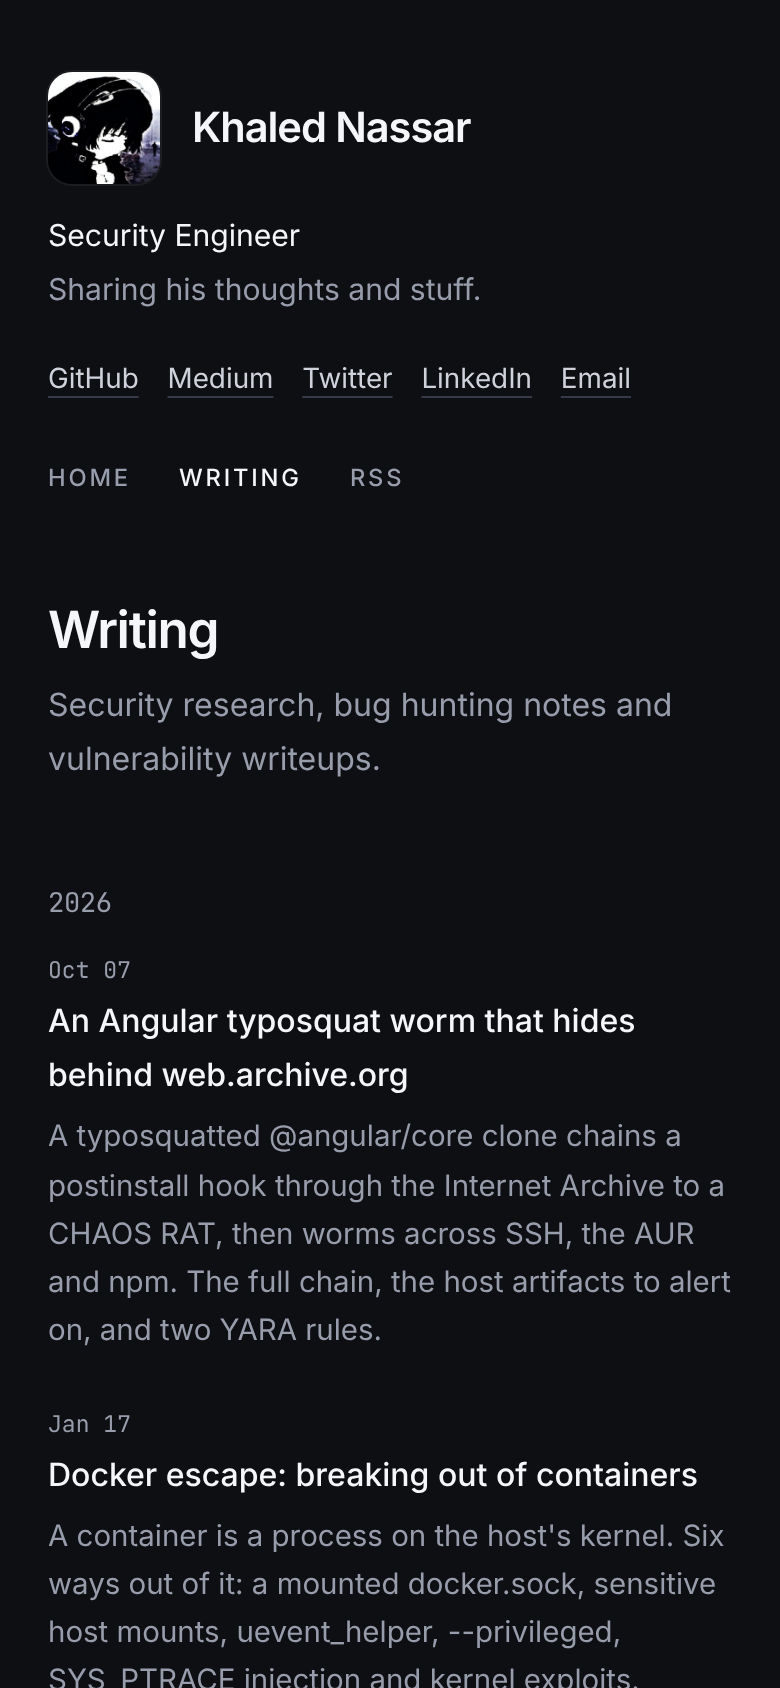 Khaled Nassar
Security Engineer
Sharing his thoughts and stuff.
GitHub Medium Twitter LinkedIn Email
HOME WRITING RSS
Writing
Security research, bug hunting notes and
vulnerability writeups.
2026
Oct 07
An Angular typosquat worm that hides
behind web.archive.org
A typosquatted @angular/core clone chains a
postinstall hook through the Internet Archive to a
CHAOS RAT, then worms across SSH, the AUR
and npm. The full chain, the host artifacts to alert
on, and two YARA rules.
Jan 17
Docker escape: breaking out of containers
A container is a process on the host's kernel. Six
ways out of it: a mounted docker.sock, sensitive
host mounts, uevent_helper, --privileged,
SYS_PTRACE injection and kernel exploits.